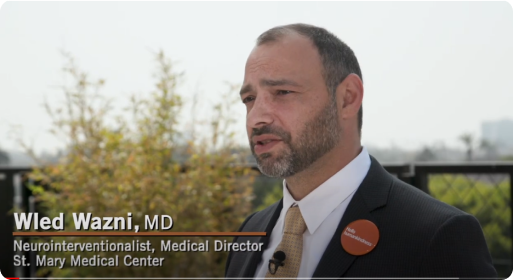 Wled Wazni, MD
Neurointerventionalist, Medical Director
St. Mary Medical Center